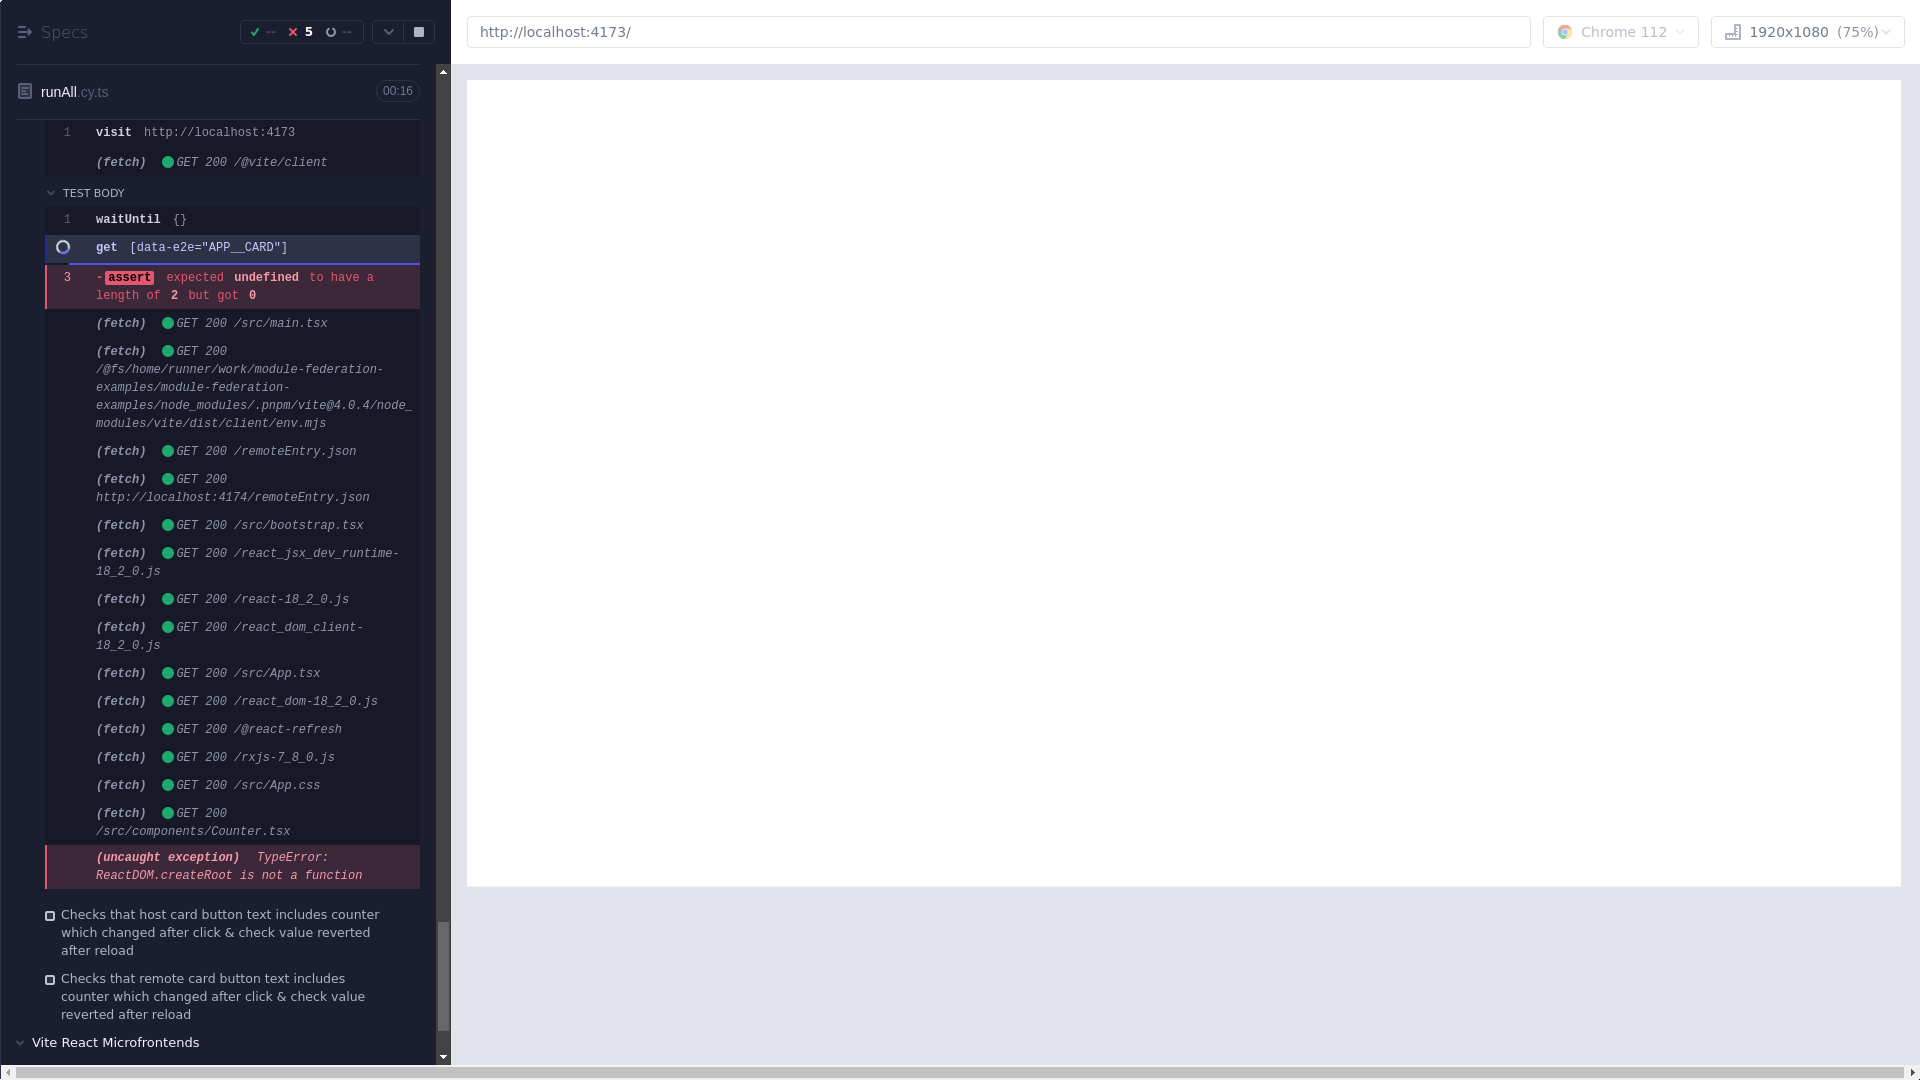 Specs
-- 5 --
http://localhost:4173/
Chrome 112
1920x1080 (75%)
runAll.cy.ts
00:16
1 visit http://localhost:4173
(fetch) GET 200 /@vite/client
TEST BODY
1 waitUntil {}
get [data-e2e="APP__CARD"]
3 -assert expected undefined to have a
length of 2 but got 0
(fetch) GET 200 /src/main.tsx
(fetch) GET 200
/@fs/home/runner/work/module-federation-
examples/module-federation-
examples/node_modules/.pnpm/vite@4.0.4/node_
modules/vite/dist/client/env.mjs
(fetch) GET 200 /remoteEntry.json
(fetch) GET 200
http://localhost:4174/remoteEntry.json
(fetch) GET 200 /src/bootstrap.tsx
(fetch) GET 200 /react_jsx_dev_runtime-
18_2_0.js
(fetch) GET 200 /react-18_2_0.js
(fetch) GET 200 /react_dom_client-
18_2_0.js
(fetch) GET 200 /src/App.tsx
(fetch) GET 200 /react_dom-18_2_0.js
(fetch) GET 200 /@react-refresh
(fetch) GET 200 /rxjs-7_8_0.js
(fetch) GET 200 /src/App.css
(fetch) GET 200
/src/components/Counter.tsx
(uncaught exception) TypeError:
ReactDOM.createRoot is not a function
Checks that host card button text includes counter
which changed after click & check value reverted
after reload
Checks that remote card button text includes
counter which changed after click & check value
reverted after reload
Vite React Microfrontends